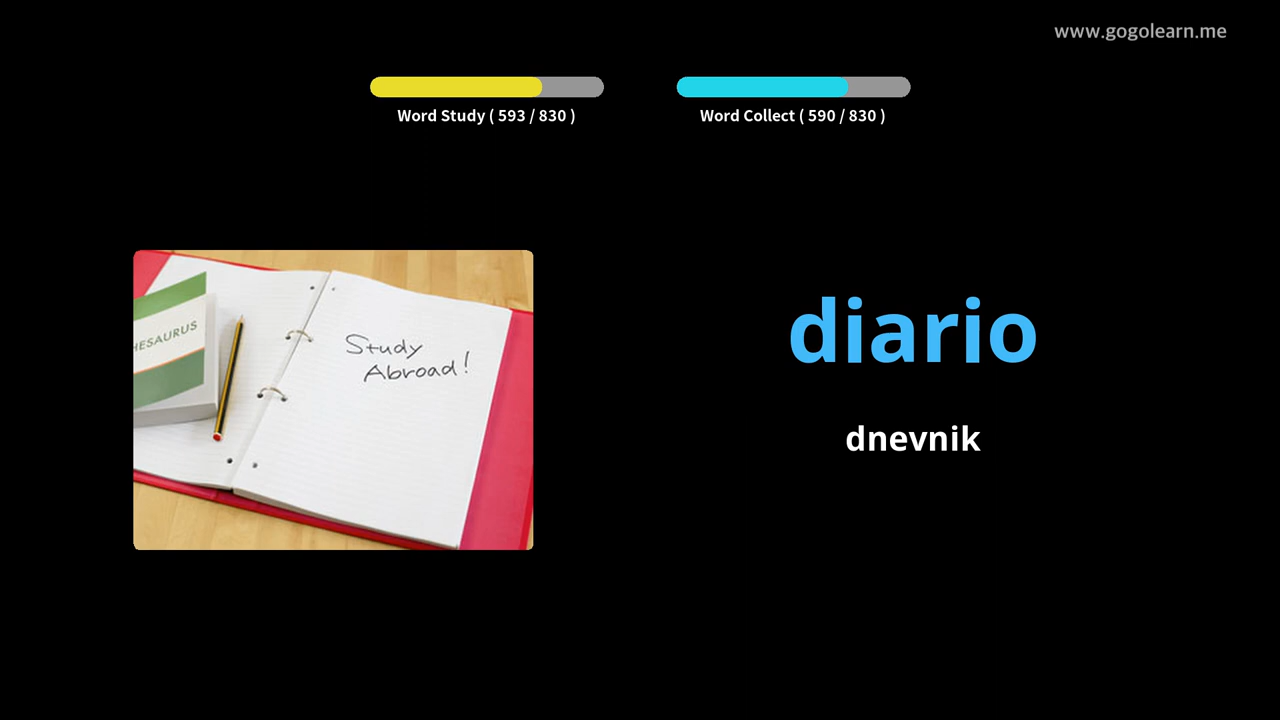 www.gogolearn.me
Word Study ( 593 / 830 )
Word Collect ( 590 / 830 )
HESAURUS
Study
Abroad!
diario
dnevnik